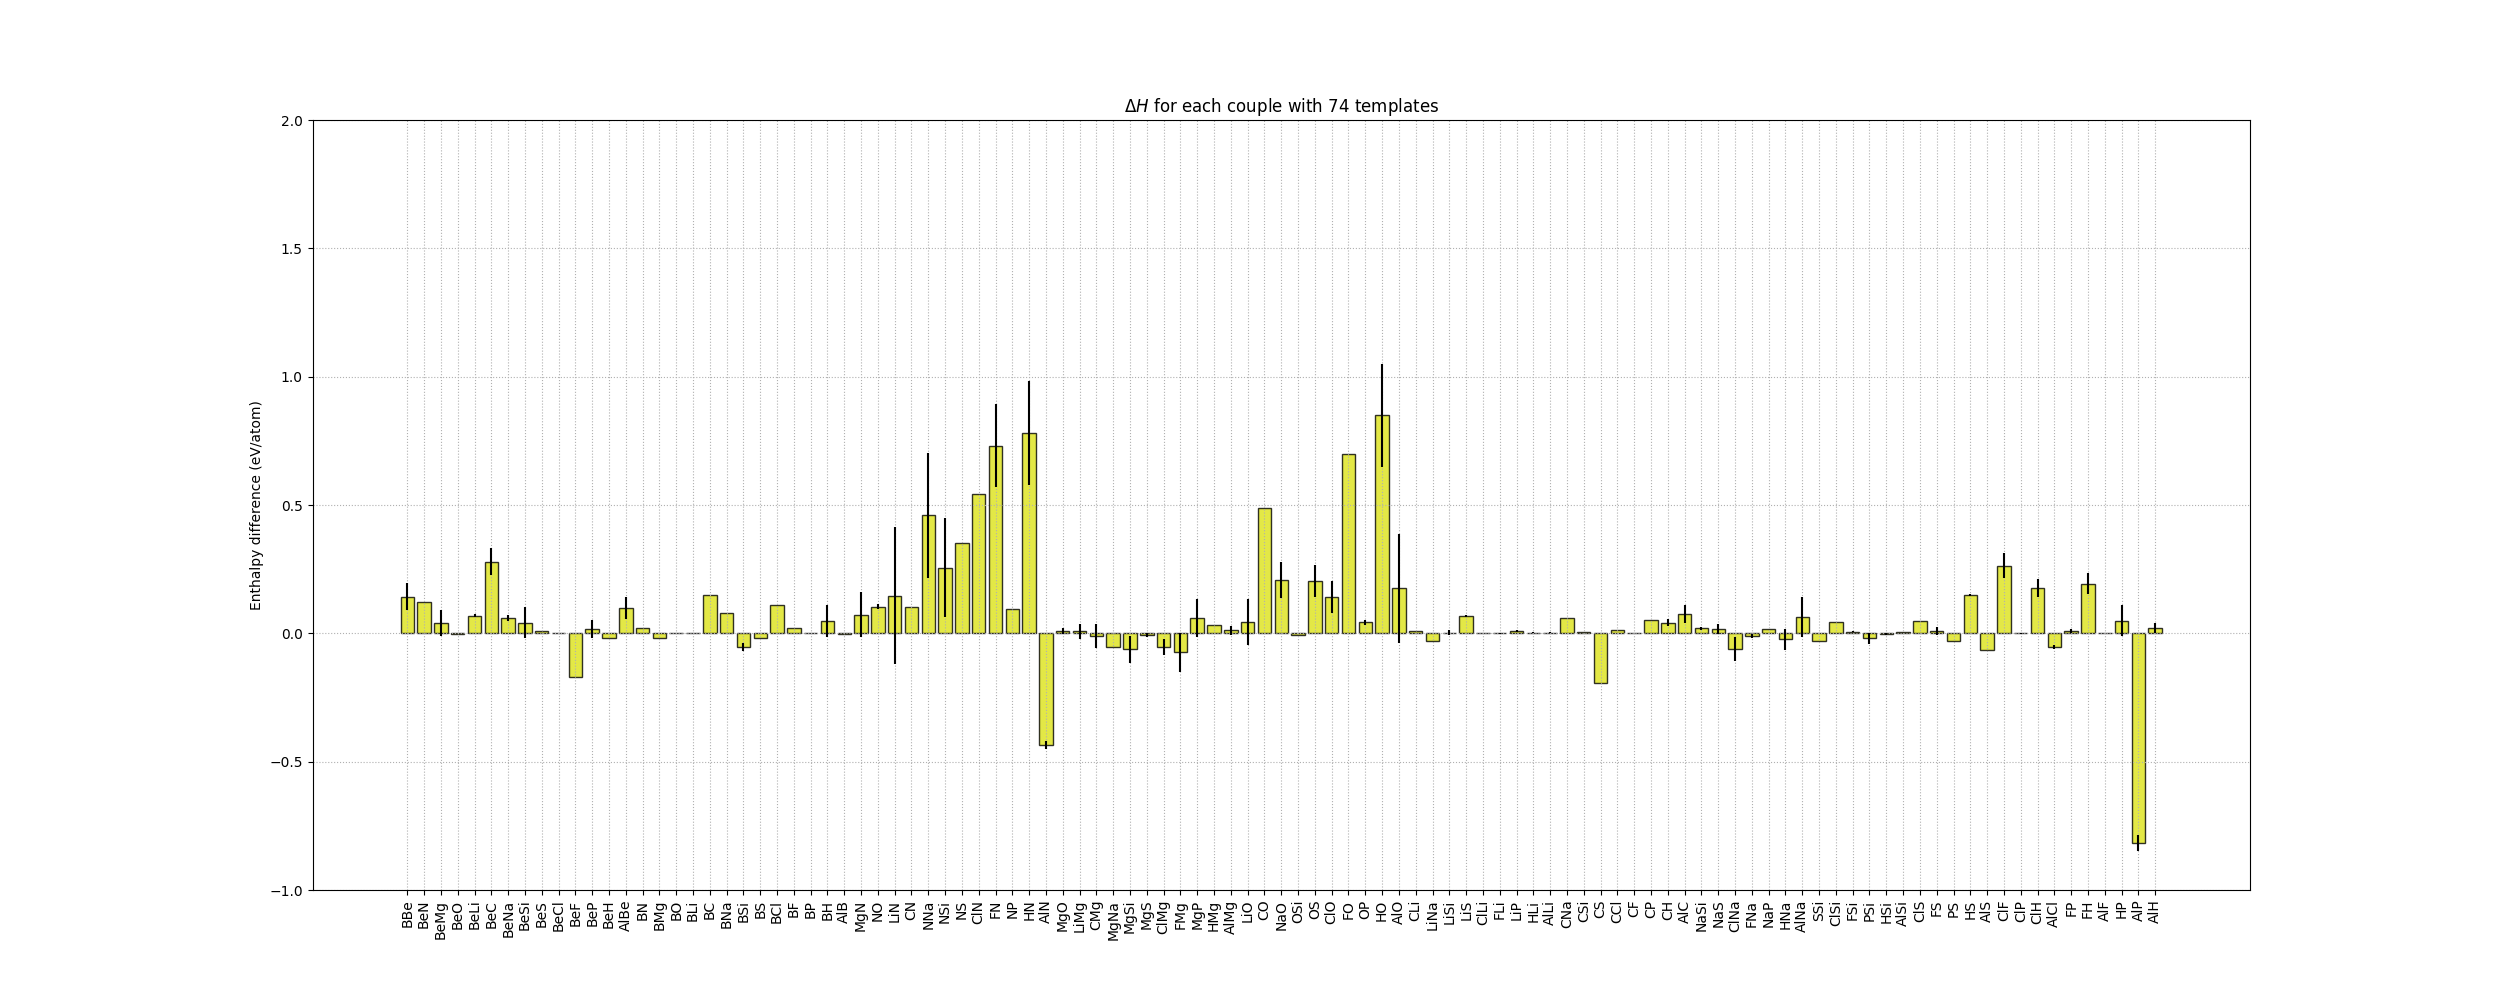 ΔH for each couple with 74 templates
2.0
1.5
1.0
0.5
0.0
−0.5
−1.0
Enthalpy difference (eV/atom)
BBe
BeN
BeMg
BeO
BeLi
BeC
BeNa
BeSi
BeS
BeCl
BeF
BeP
BeH
AlBe
BN
BMg
BO
BLi
BC
BNa
BSi
BS
BCl
BF
BP
BH
AlB
MgN
NO
LiN
CN
NNa
NSi
NS
ClN
FN
NP
HN
AlN
MgO
LiMg
CMg
MgNa
MgSi
MgS
ClMg
FMg
MgP
HMg
AlMg
LiO
CO
NaO
OSi
OS
ClO
FO
OP
HO
AlO
CLi
LiNa
LiSi
LiS
ClLi
FLi
LiP
HLi
AlLi
CNa
CSi
CS
CCl
CF
CP
CH
AlC
NaSi
NaS
ClNa
FNa
NaP
HNa
AlNa
SSi
ClSi
FSi
PSi
HSi
AlSi
ClS
FS
PS
HS
AlS
ClF
ClP
ClH
AlCl
FP
FH
AlF
HP
AlP
AlH